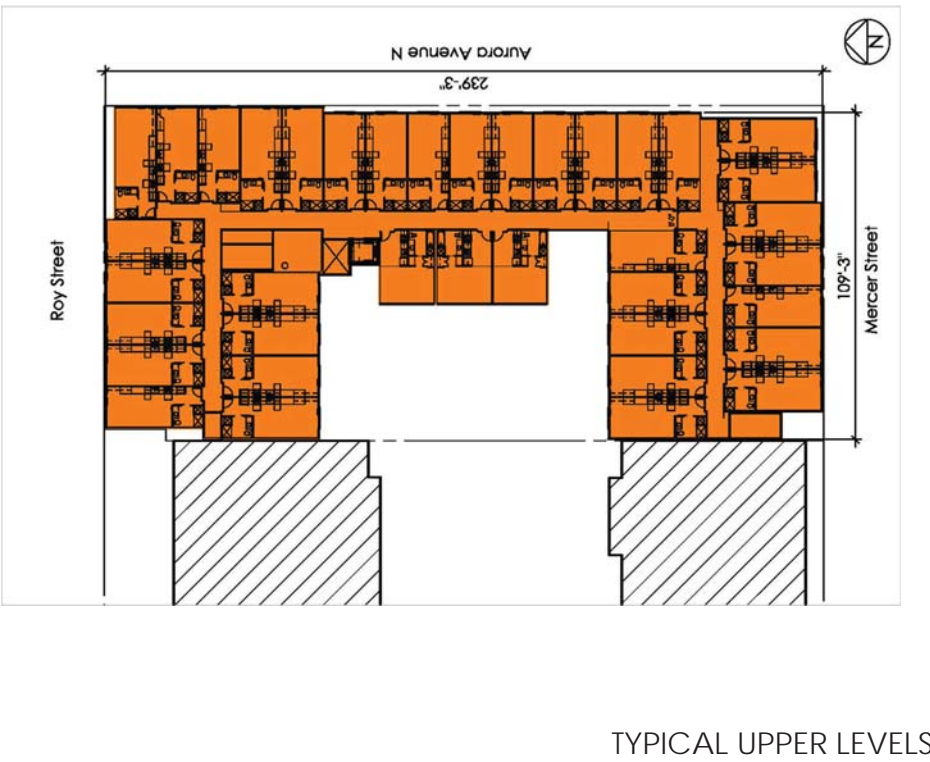 N
Aurora Avenue N
239'-3"
Roy Street
109'-3"
Mercer Street
TYPICAL UPPER LEVELS